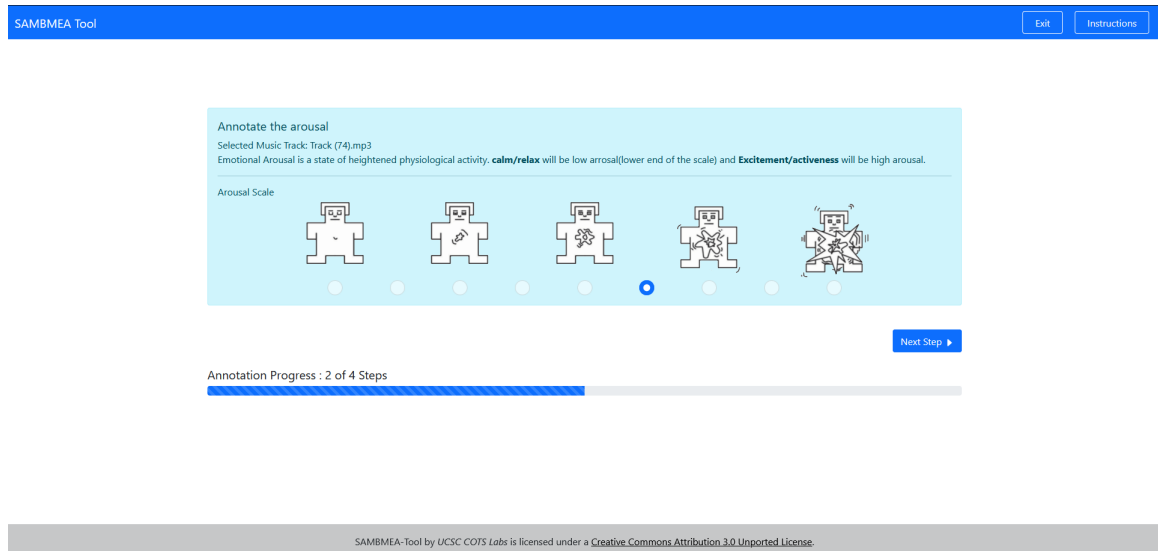 SAMBMEA Tool
Exit
Instructions
Annotate the arousal
Selected Music Track: Track (74).mp3
Emotional Arousal is a state of heightened physiological activity. calm/relax will be low arrosal(lower end of the scale) and Excitement/activeness will be high arousal.
Arousal Scale
Next Step
Annotation Progress : 2 of 4 Steps
SAMBMEA-Tool by UCSC COTS Labs is licensed under a Creative Commons Attribution 3.0 Unported License.